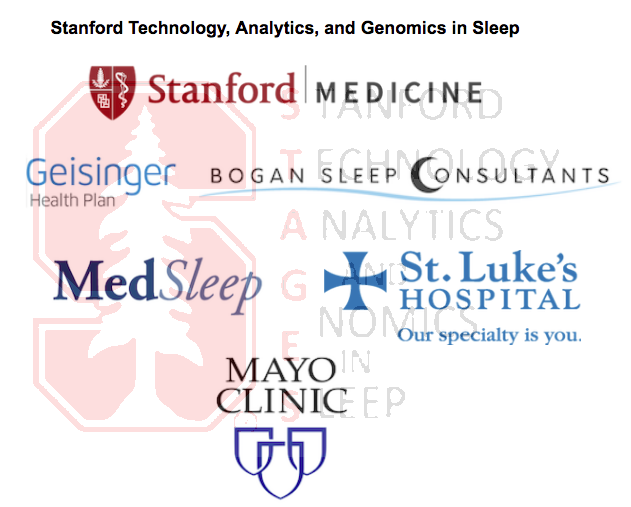 Stanford Technology, Analytics, and Genomics in Sleep
Stanford MEDICINE
STANFORD
TECHNOLOGY
Geisinger
Health Plan
BOGAN SLEEP CONSULTANTS
ANALYTICS
MedSleep
St. Luke's
HOSPITAL
AND
GENOMICS
Our specialty is you.
IN
MAYO
CLINIC
SLEEP